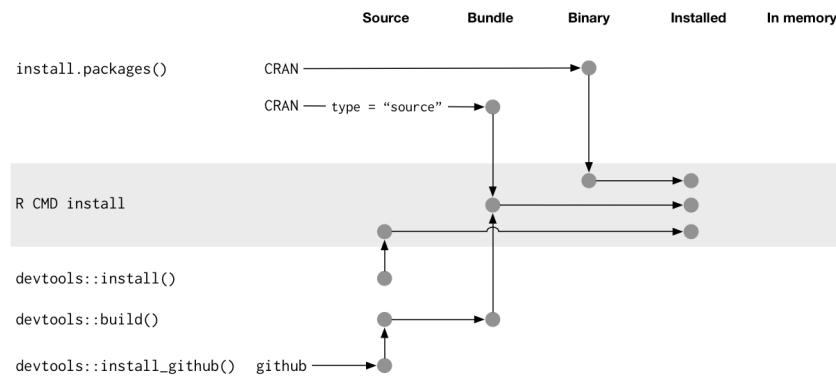 Source Bundle Binary Installed In memory
install.packages() CRAN
CRAN type = “source”
R CMD install
devtools::install()
devtools::build()
devtools::install_github() github